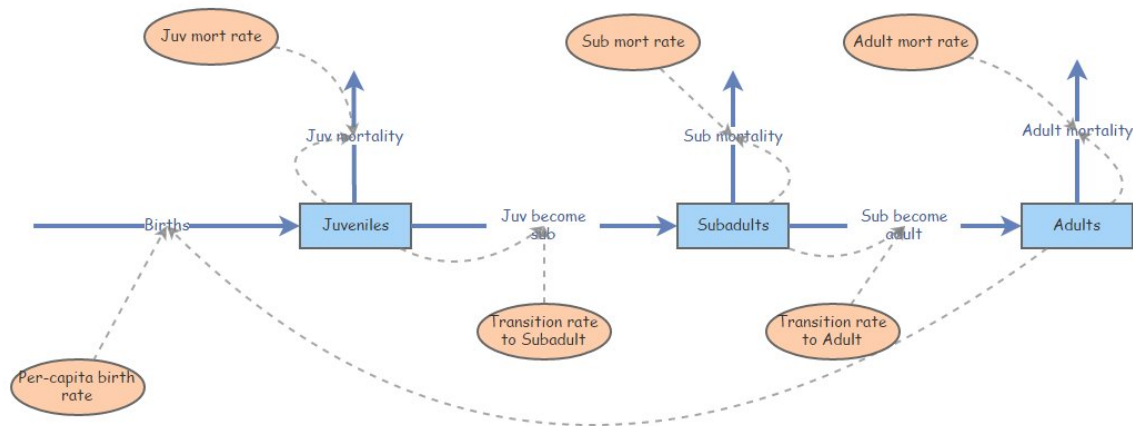 Juv mort rate
Sub mort rate
Adult mort rate
Juv mortality
Sub mortality
Adult mortality
Births
Juveniles
Juv become
sub
Subadults
Sub become
adult
Adults
Transition rate
to Subadult
Transition rate
to Adult
Per-capita birth
rate